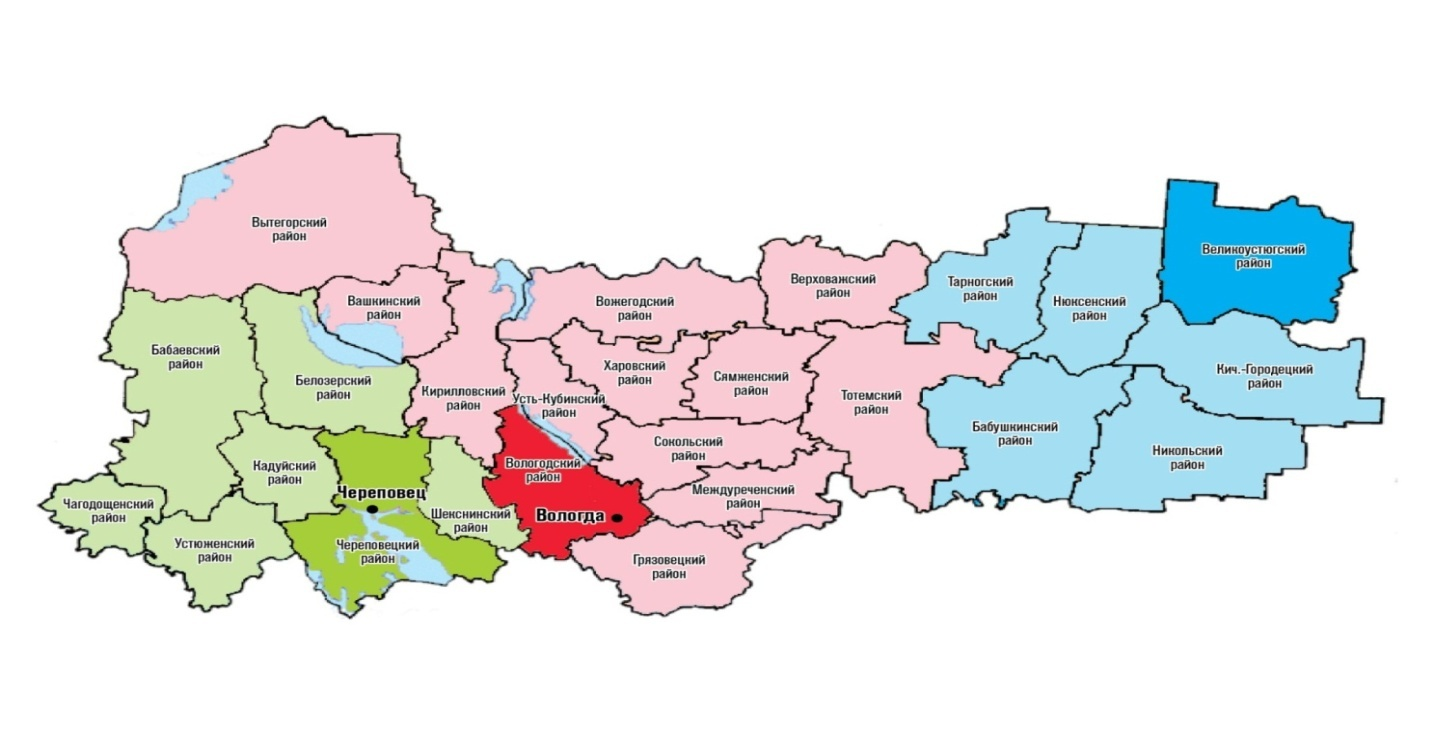 Вытегорский
район
Великоустюгский
район
Верховажский
район
Тарногский
район
Вашкинский
район
Вожегодский
район
Нюксенский
район
Бабаевский
район
Белозерский
район
Харовский
район
Сямженский
район
Кич.-Городецкий
район
Кирилловский
район
Усть-Кубинский
район
Тотемский
район
Бабушкинский
район
Сокольский
район
Никольский
район
Кадуйский
район
Вологодский
район
Череповец
Междуреченский
район
Чагодощенский
район
Шекснинский
район
Вологда
Устюженский
район
Череповецкий
район
Грязовецкий
район